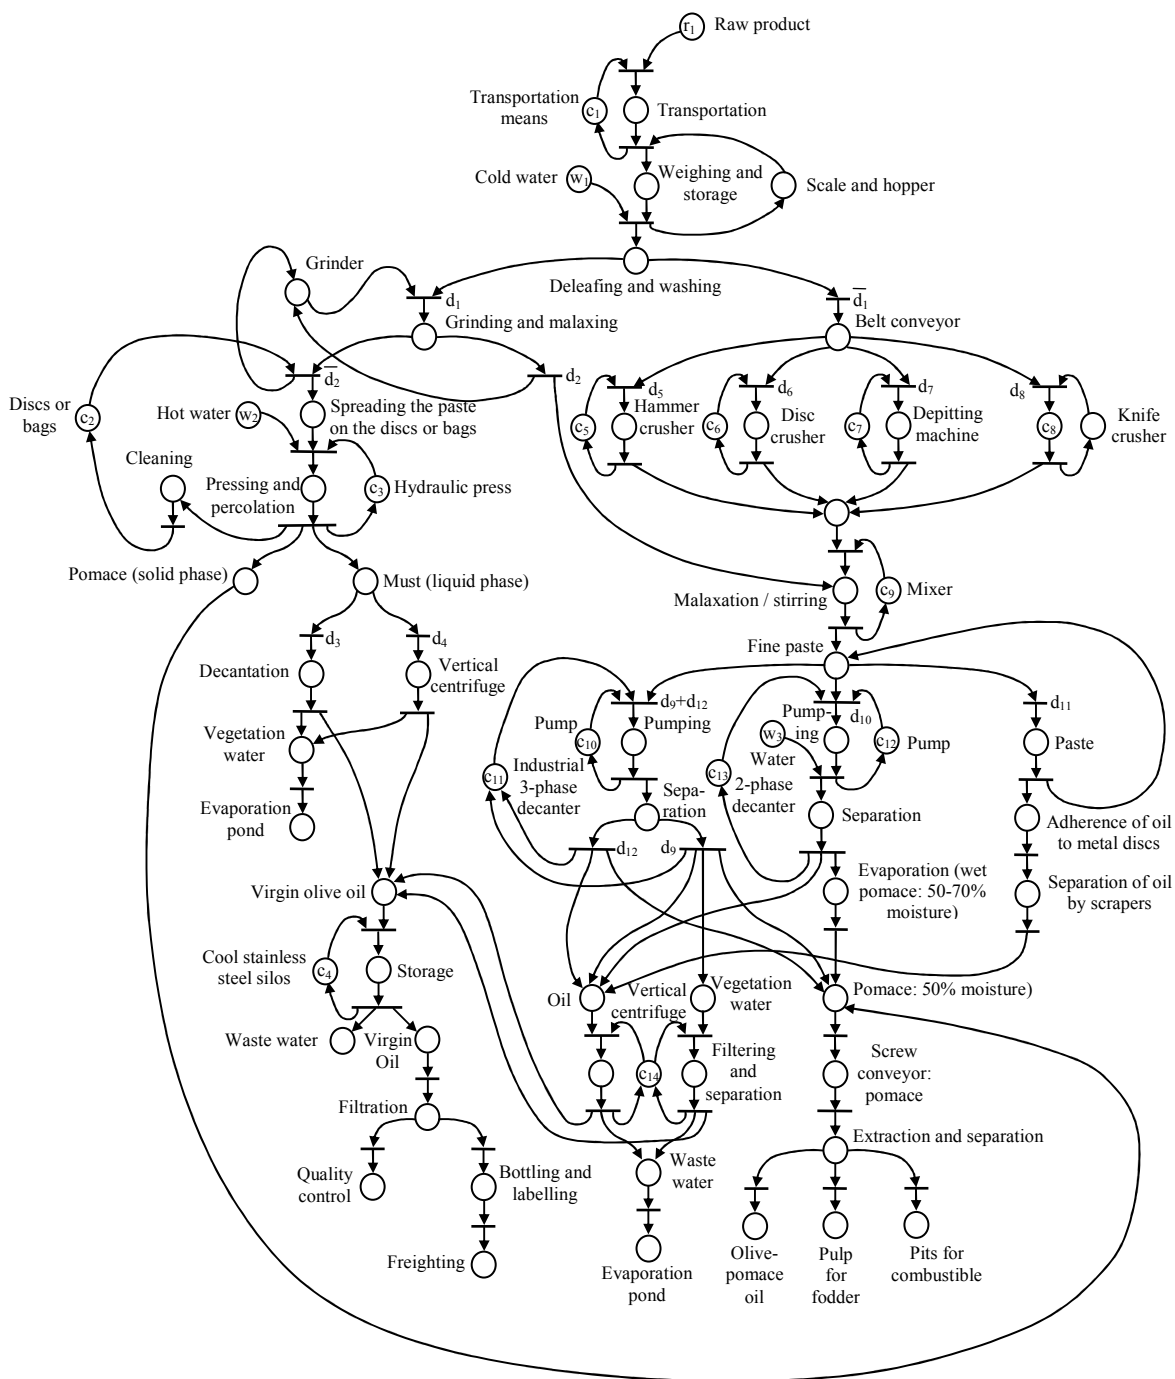 r1 Raw product
Transportation
means
c1
Transportation
Cold water
w1
Weighing and
storage
Scale and hopper
Grinder
Deleafing and washing
d1
d̅1
Grinding and malaxing
Belt conveyor
d̅2
d2
Discs or
bags
c2
Hot water
w2
Spreading the paste
on the discs or bags
d5
Hammer
crusher
c5
d6
Disc
crusher
c6
d7
Depitting
machine
c7
d8
c8
Knife
crusher
Cleaning
Pressing and
percolation
c3
Hydraulic press
Pomace (solid phase)
Must (liquid phase)
Malaxation / stirring
c9
Mixer
d3
d4
Decantation
Vertical
centrifuge
Fine paste
d9+d12
d10
d11
Vegetation
water
Pump
c10
Pumping
Pump-
ing
w3
c12
Pump
Paste
c11
Industrial
3-phase
decanter
c13
Water
2-phase
decanter
Evaporation
pond
Sepa-
ration
Separation
Adherence of oil
to metal discs
d12
d9
Virgin olive oil
Evaporation (wet
pomace: 50-70%
moisture)
Separation of oil
by scrapers
Cool stainless
steel silos
c4
Storage
Oil
Vertical
centrifuge
Vegetation
water
Pomace: 50% moisture)
Waste water
Virgin
Oil
c14
Filtering
and
separation
Screw
conveyor:
pomace
Filtration
Extraction and separation
Quality
control
Bottling and
labelling
Waste
water
Freighting
Evaporation
pond
Olive-
pomace
oil
Pulp
for
fodder
Pits for
combustible